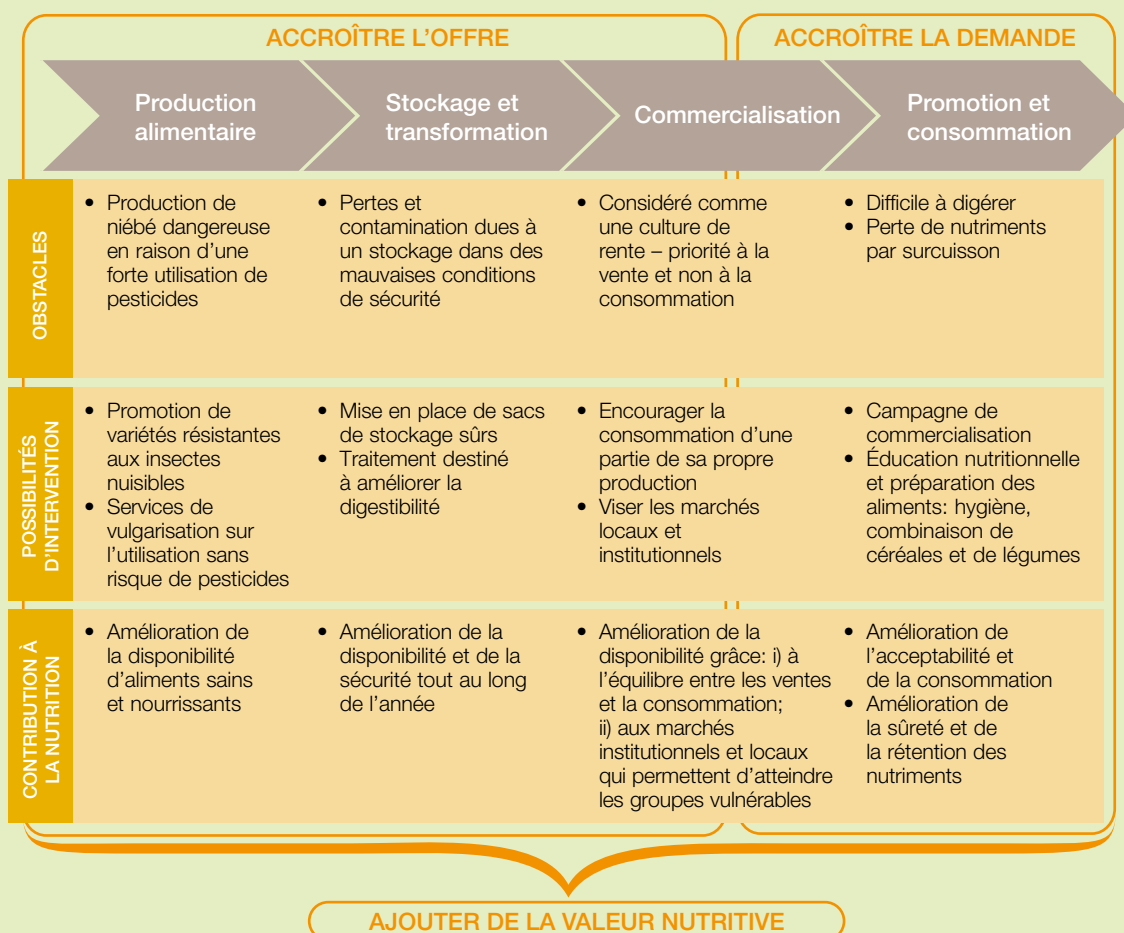 ACCROÎTRE L'OFFRE
ACCROÎTRE LA DEMANDE
Production
alimentaire
Stockage et
transformation
Commercialisation
Promotion et
consommation
OBSTACLES
• Production de
niébé dangereuse
en raison d'une
forte utilisation de
pesticides
• Pertes et
contamination dues à
un stockage dans des
mauvaises conditions
de sécurité
• Considéré comme
une culture de
rente – priorité à la
vente et non à la
consommation
• Difficile à digérer
• Perte de nutriments
par surcuisson
POSSIBILITÉS
D'INTERVENTION
• Promotion de
variétés résistantes
aux insectes
nuisibles
• Services de
vulgarisation sur
l'utilisation sans
risque de pesticides
• Mise en place de sacs
de stockage sûrs
• Traitement destiné
à améliorer la
digestibilité
• Encourager la
consommation d'une
partie de sa propre
production
• Viser les marchés
locaux et
institutionnels
• Campagne de
commercialisation
• Éducation nutritionnelle
et préparation des
aliments: hygiène,
combinaison de
céréales et de légumes
CONTRIBUTION À
LA NUTRITION
• Amélioration de
la disponibilité
d'aliments sains
et nourrissants
• Amélioration de la
disponibilité et de la
sécurité tout au long
de l'année
• Amélioration de la
disponibilité grâce: i) à
l'équilibre entre les ventes
et la consommation;
ii) aux marchés
institutionnels et locaux
qui permettent d'atteindre
les groupes vulnérables
• Amélioration de
l'acceptabilité et
de la consommation
• Amélioration de
la sûreté et de
la rétention des
nutriments
AJOUTER DE LA VALEUR NUTRITIVE